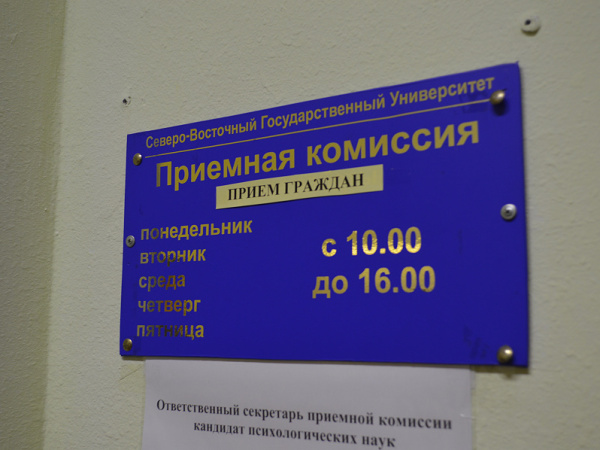 Северо-Восточный Государственный Университет
Приемная комиссия
ПРИЕМ ГРАЖДАН
понедельник
вторник
среда
четверг
пятница
с 10.00
до 16.00
Ответственный секретарь приемной комиссии
кандидат психологических наук